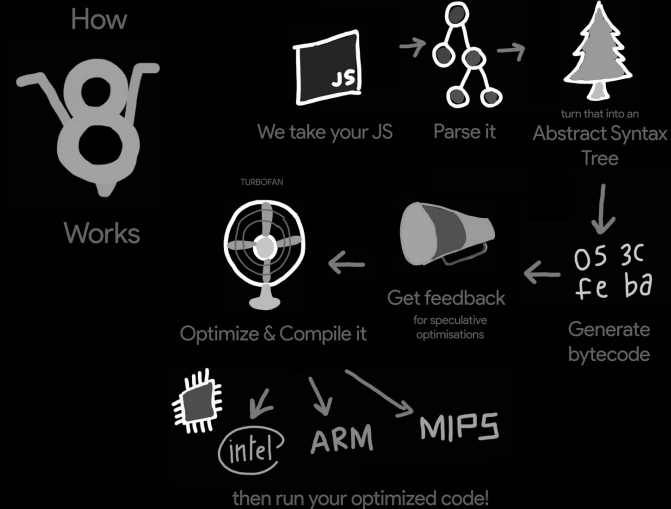 How
Works
JS
We take your JS
Parse it
turn that into an
Abstract Syntax
Tree
05 3C
fe ba
Generate
bytecode
Get feedback
for speculative
optimisations
TURBOFAN
Optimize & Compile it
intel
ARM
MIPS
then run your optimized code!